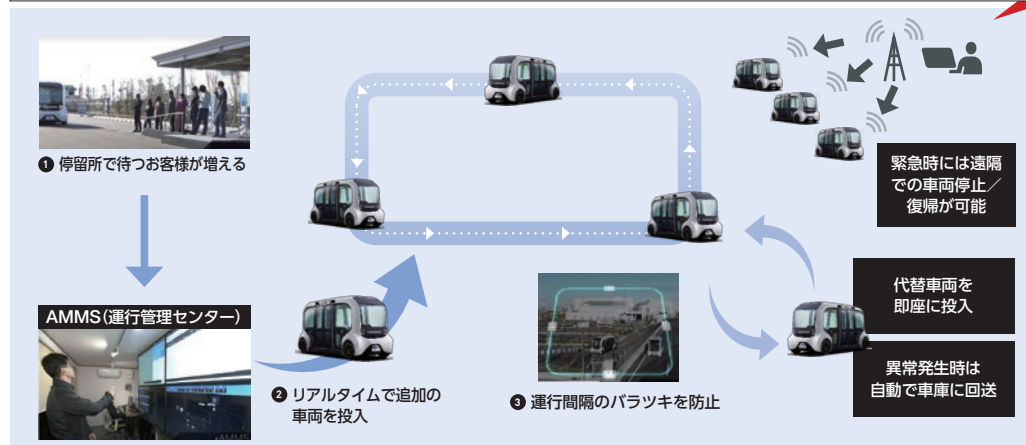 ❶ 停留所で待つお客様が増える
AMMS(運行管理センター)
AMMS
❷ リアルタイムで追加の
車両を投入
❸ 運行間隔のバラツキを防止
緊急時には遠隔
での車両停止/
復帰が可能
代替車両を
即座に投入
異常発生時は
自動で車庫に回送